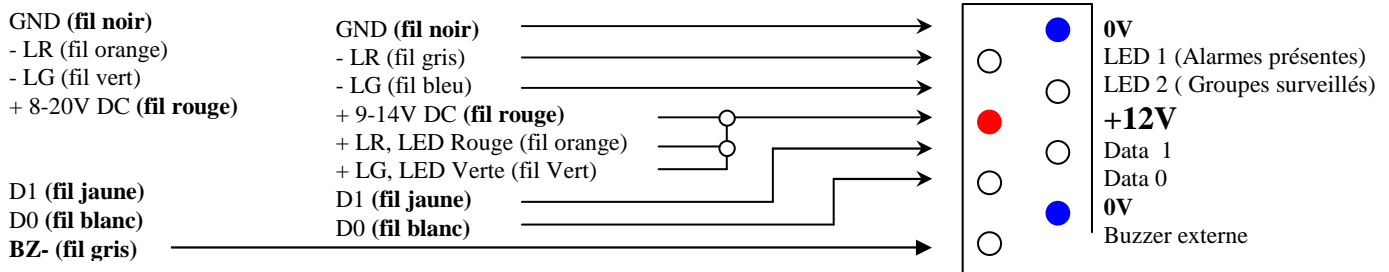 GND (fil noir)
- LR (fil orange)
- LG (fil vert)
+ 8-20V DC (fil rouge)
D1 (fil jaune)
D0 (fil blanc)
BZ- (fil gris)
GND (fil noir)
- LR (fil gris)
- LG (fil bleu)
+ 9-14V DC (fil rouge)
+ LR, LED Rouge (fil orange)
+ LG, LED Verte (fil Vert)
D1 (fil jaune)
D0 (fil blanc)
0V
LED 1 (Alarmes présentes)
LED 2 ( Groupes surveillés)
+12V
Data 1
Data 0
0V
Buzzer externe